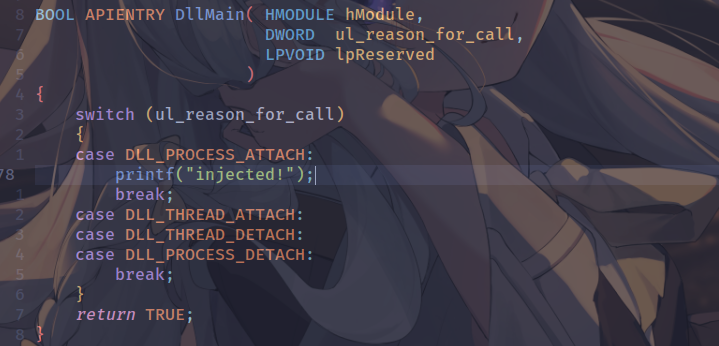 8 BOOL APIENTRY DllMain( HMODULE hModule,
7 DWORD  ul_reason_for_call,
6 LPVOID lpReserved
5 )
4 {
3 switch (ul_reason_for_call)
2 {
1 case DLL_PROCESS_ATTACH:
78 printf("injected!");
1 break;
2 case DLL_THREAD_ATTACH:
3 case DLL_THREAD_DETACH:
4 case DLL_PROCESS_DETACH:
5 break;
6 }
7 return TRUE;
8 }